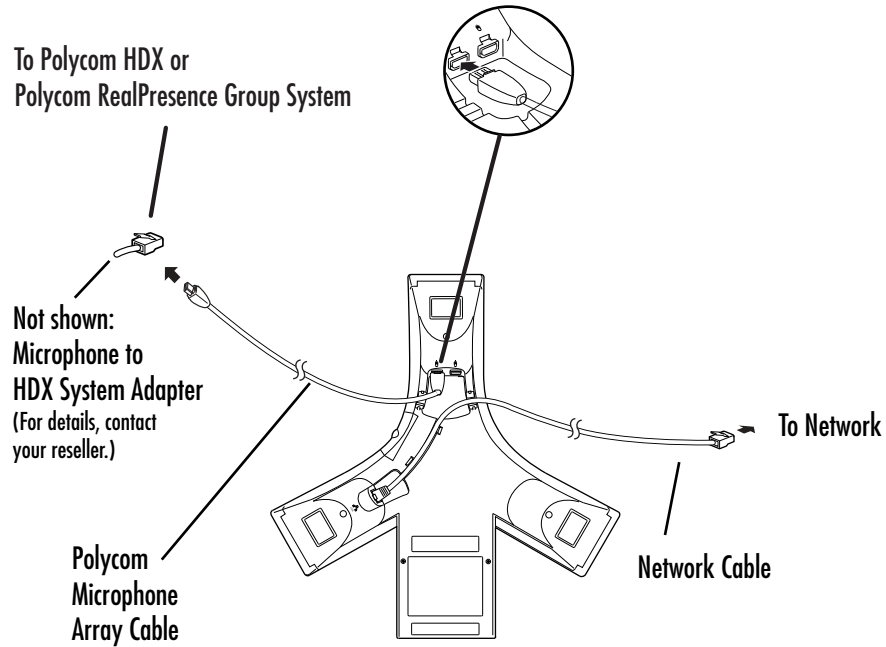 To Polycom HDX or
Polycom RealPresence Group System
Not shown:
Microphone to
HDX System Adapter
(For details, contact
your reseller.)
To Network
Polycom
Microphone
Array Cable
Network Cable